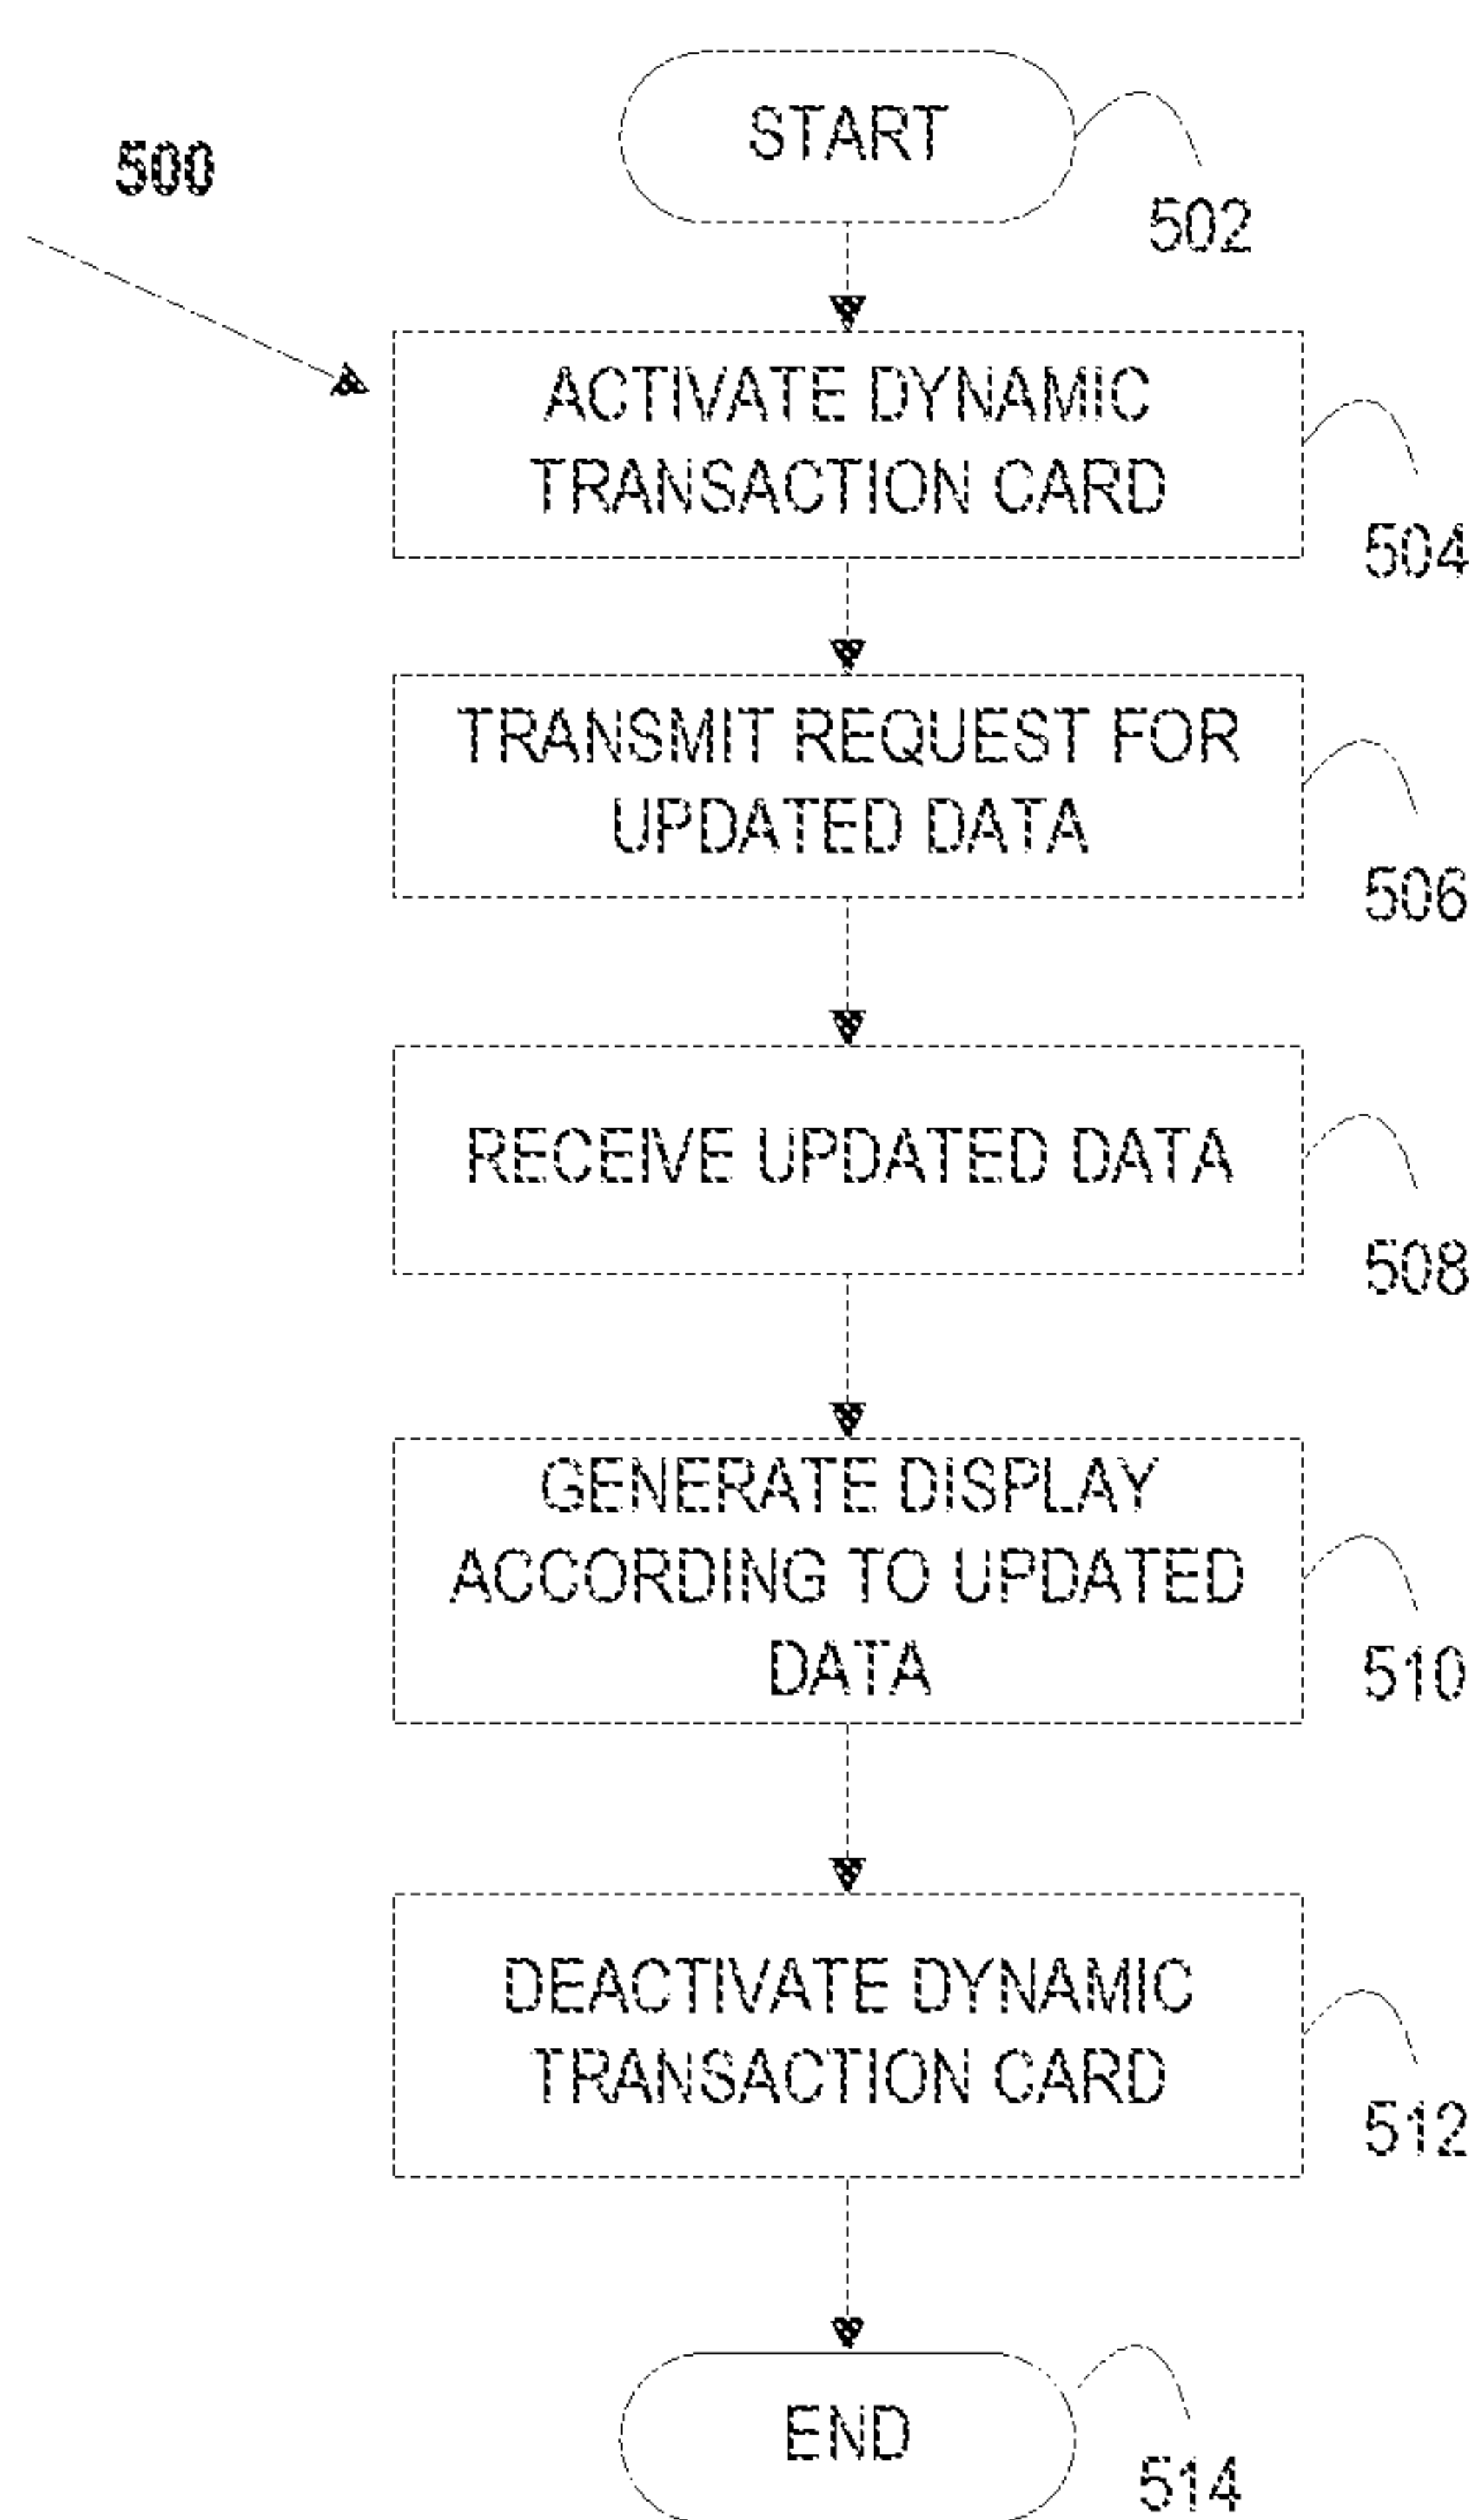 START
500
502
ACTIVATE DYNAMIC
TRANSACTION CARD
504
TRANSMIT REQUEST FOR
UPDATED DATA
506
RECEIVE UPDATED DATA
508
GENERATE DISPLAY
ACCORDING TO UPDATED
DATA
510
DEACTIVATE DYNAMIC
TRANSACTION CARD
512
END
514